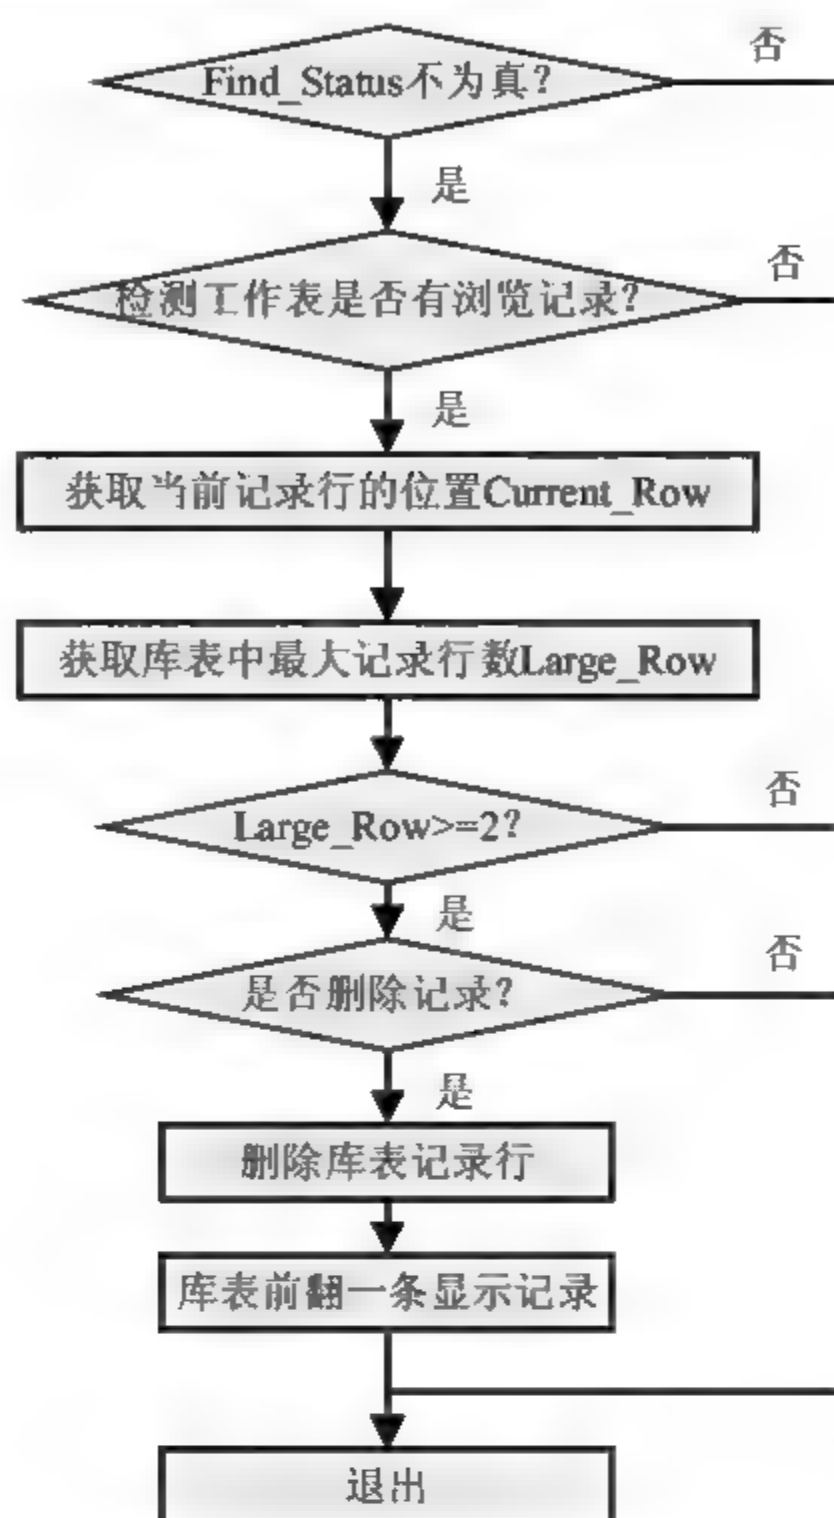 否
Find_Status不为真?
是
否
检测工作表是否有浏览记录?
是
获取当前记录行的位置Current_Row
获取库表中最大记录行数Large_Row
否
Large_Row>=2?
是
否
是否删除记录?
是
删除库表记录行
库表前翻一条显示记录
退出